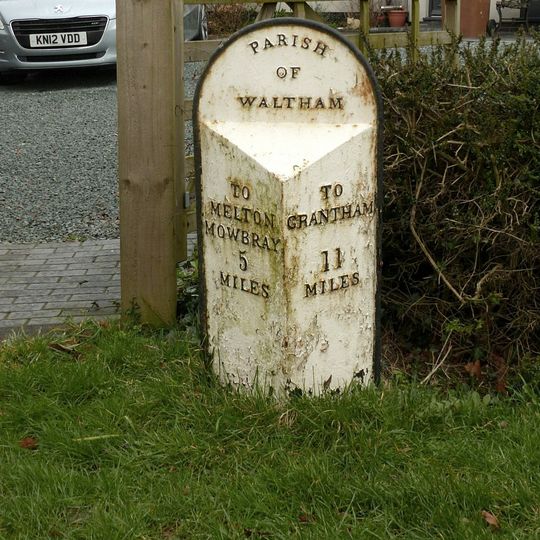 KN12 VDD
PARISH
OF
WALTHAM
TO
MELTON
MOWBRAY
5
MILES
TO
GRANTHAM
11
MILES